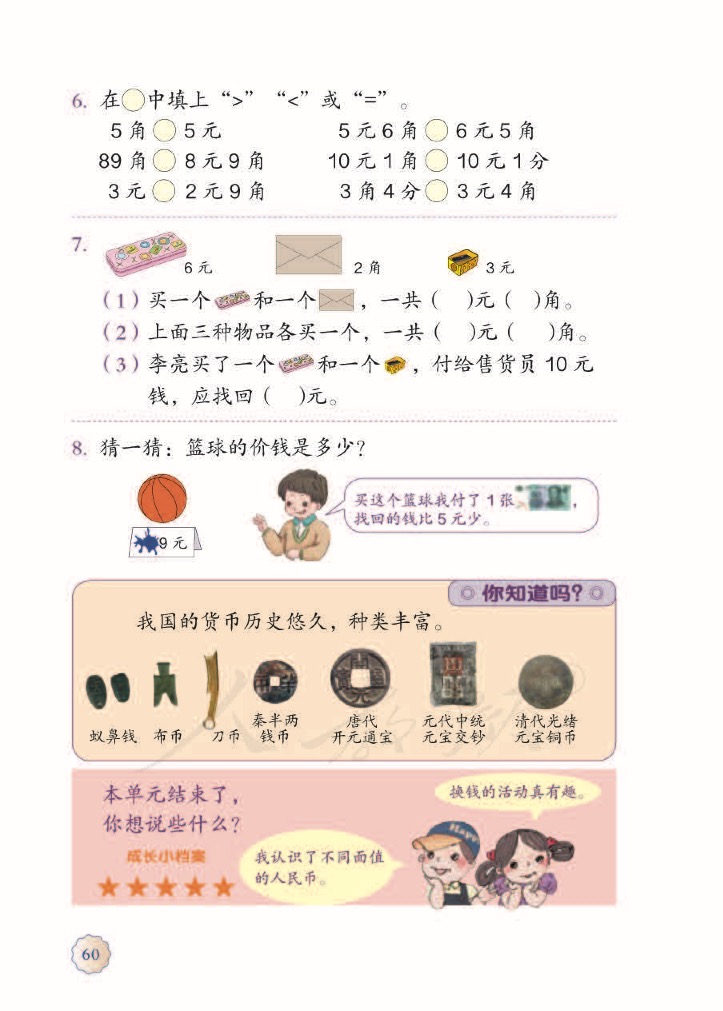 6. 在○中填上“>”“<”或“=”。
5角○5元 5元6角○6元5角
89角○8元9角 10元1角○10元1分
3元○2元9角 3角4分○3元4角
7.
6元 2角 3元
（1）买一个和一个，一共（ ）元（ ）角。
（2）上面三种物品各买一个，一共（ ）元（ ）角。
（3）李亮买了一个和一个，付给售货员10元
钱，应找回（ ）元。
8. 猜一猜：篮球的价钱是多少？
买这个篮球我付了1张，
找回的钱比5元少。
9元
你知道吗？
我国的货币历史悠久，种类丰富。
蚁鼻钱 布币 刀币 秦半两钱币 唐代开元通宝 元代中统元宝交钞 清代光绪元宝铜币
本单元结束了，
你想说些什么？
成长小档案
换钱的活动真有趣。
我认识了不同面值
的人民币。
60